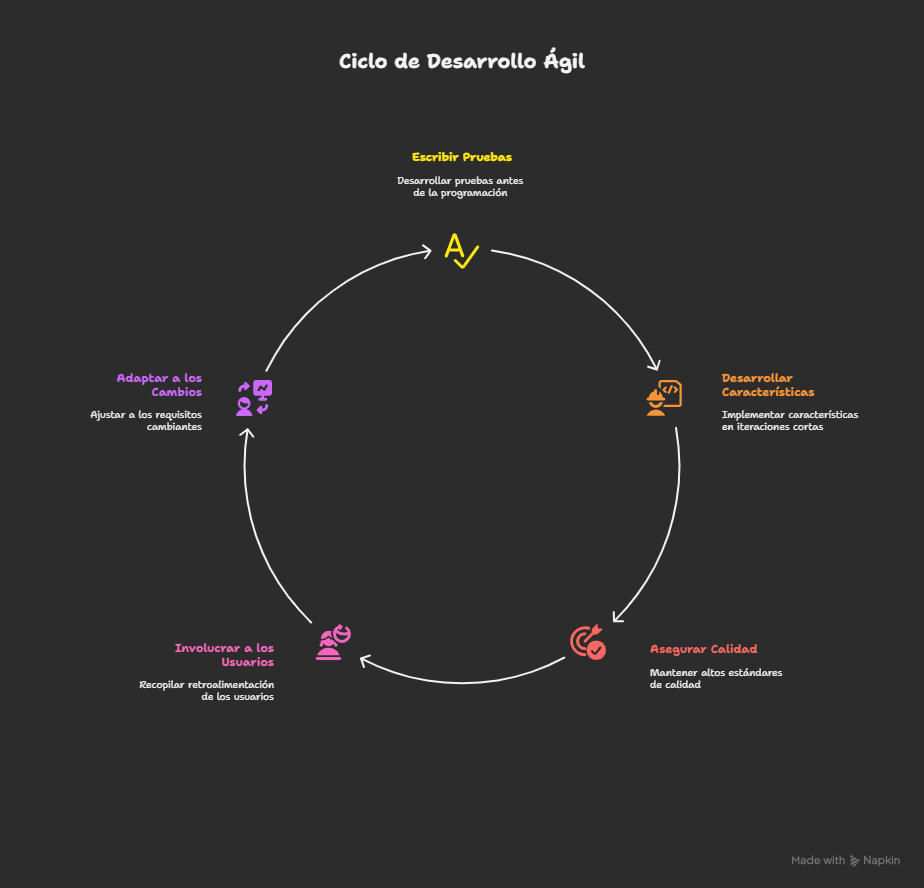 Ciclo de Desarrollo Ágil
Escribir Pruebas
Desarrollar pruebas antes
de la programación
Adaptar a los
Cambios
Ajustar a los requisitos
cambiantes
Desarrollar
Características
Implementar características
en iteraciones cortas
Involucrar a los
Usuarios
Recopilar retroalimentación
de los usuarios
Asegurar Calidad
Mantener altos estándares
de calidad
Made with Napkin